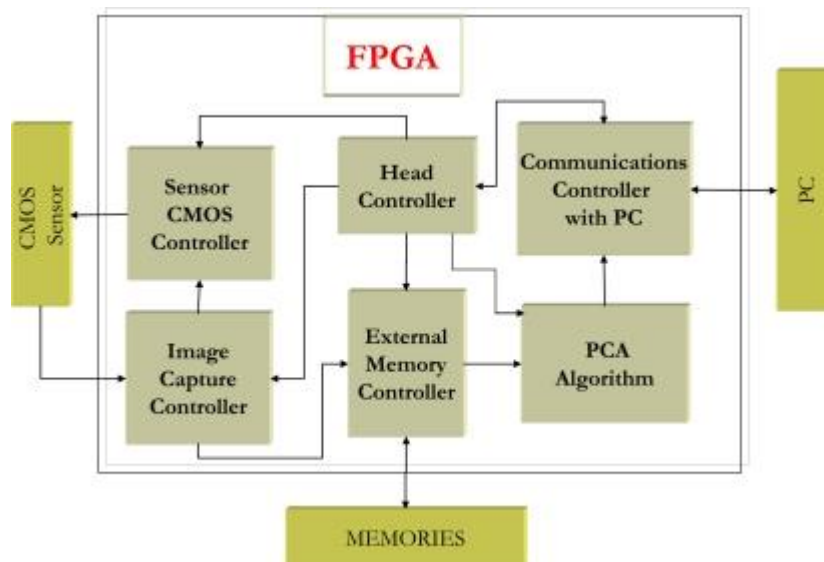 FPGA
CMOS
Sensor
Sensor
CMOS
Controller
Head
Controller
Communications
Controller
with PC
PC
Image
Capture
Controller
External
Memory
Controller
PCA
Algorithm
MEMORIES